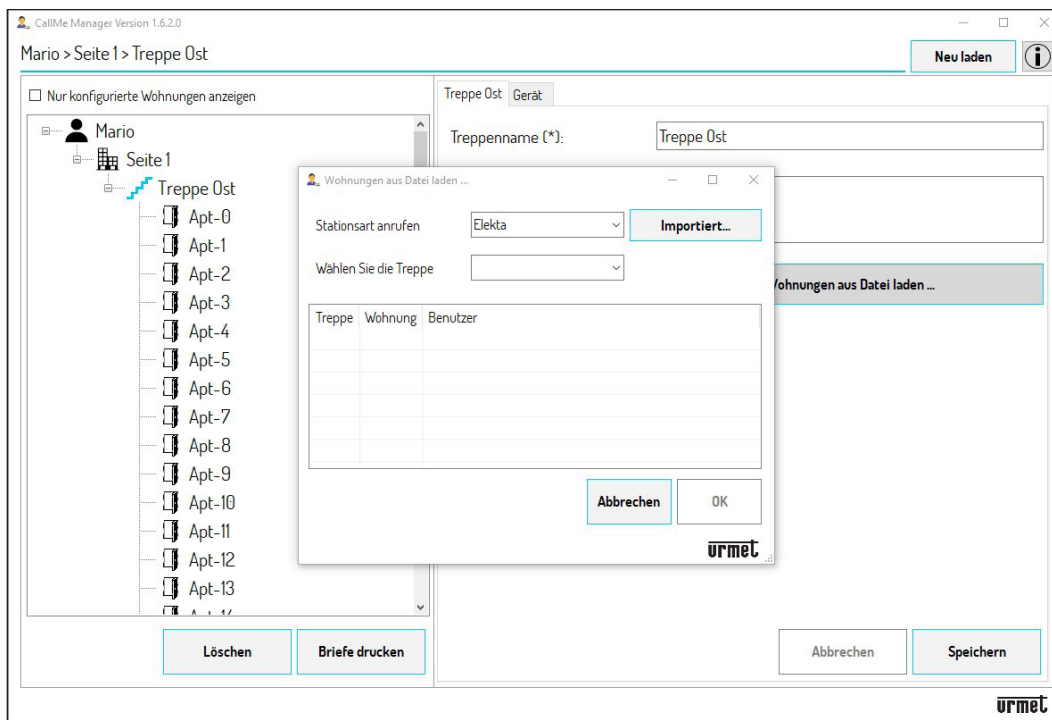 CallMe Manager Version 1.6.2.0
Mario > Seite 1 > Treppe Ost
Neu laden
Nur konfigurierte Wohnungen anzeigen
Mario
Seite 1
Treppe Ost
Apt-0
Apt-1
Apt-2
Apt-3
Apt-4
Apt-5
Apt-6
Apt-7
Apt-8
Apt-9
Apt-10
Apt-11
Apt-12
Apt-13
Löschen
Briefe drucken
Treppe Ost Gerät
Treppenname (*): Treppe Ost
Wohnungen aus Datei laden ...
Stationsart anrufen Elekta Importiert...
Wählen Sie die Treppe
Treppe Wohnung Benutzer
Abbrechen OK
urmet
ohnungen aus Datei laden ...
Abbrechen Speichern
urmet